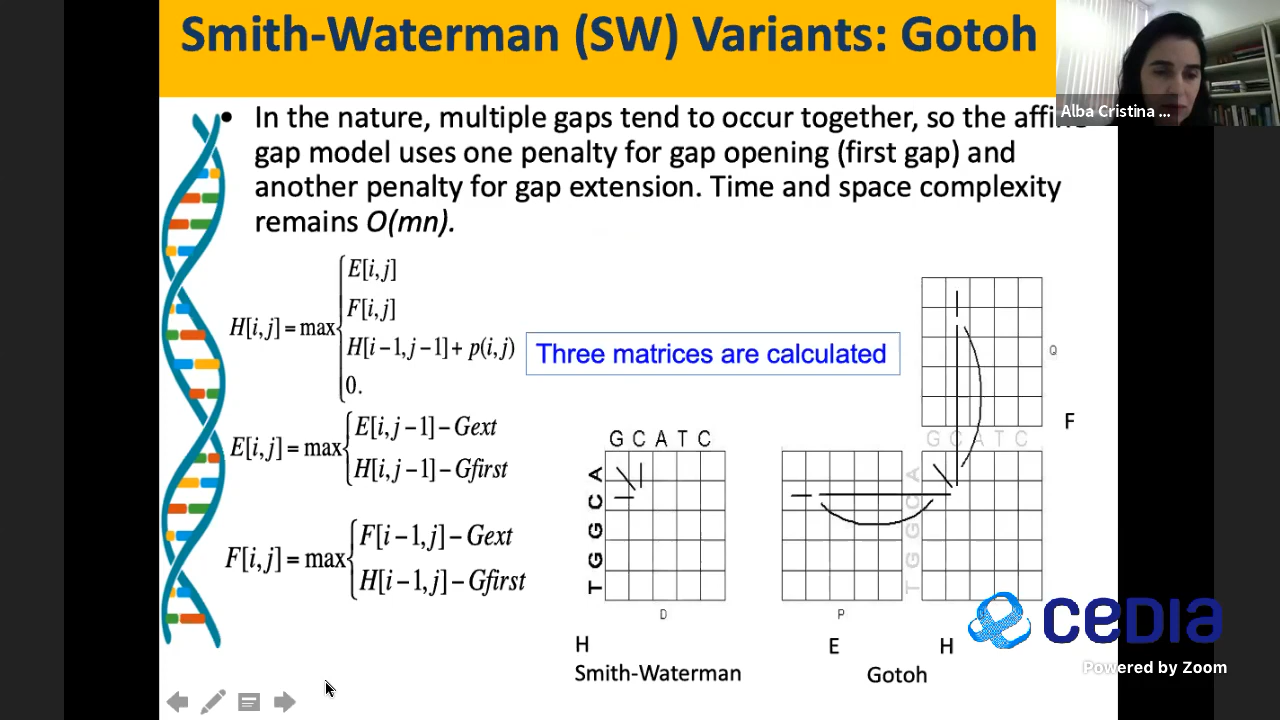 Smith-Waterman (SW) Variants: Gotoh
Alba Cristina ...
• In the nature, multiple gaps tend to occur together, so the
gap model uses one penalty for gap opening (first gap) and
another penalty for gap extension. Time and space complexity
remains O(mn).
H[i,j] = max { E[i,j]
F[i,j]
H[i-1,j-1] + p(i,j)
0.
Three matrices are calculated
E[i,j] = max { E[i,j-1] - Gext
H[i,j-1] - Gfirst
F[i,j] = max { F[i-1,j] - Gext
H[i-1,j] - Gfirst
G C A T C
A
C
G
G
T
D
H
Smith-Waterman
Q
F
G C A T C
A
C
G
G
T
P
E
H
Gotoh
cedia
Powered by Zoom